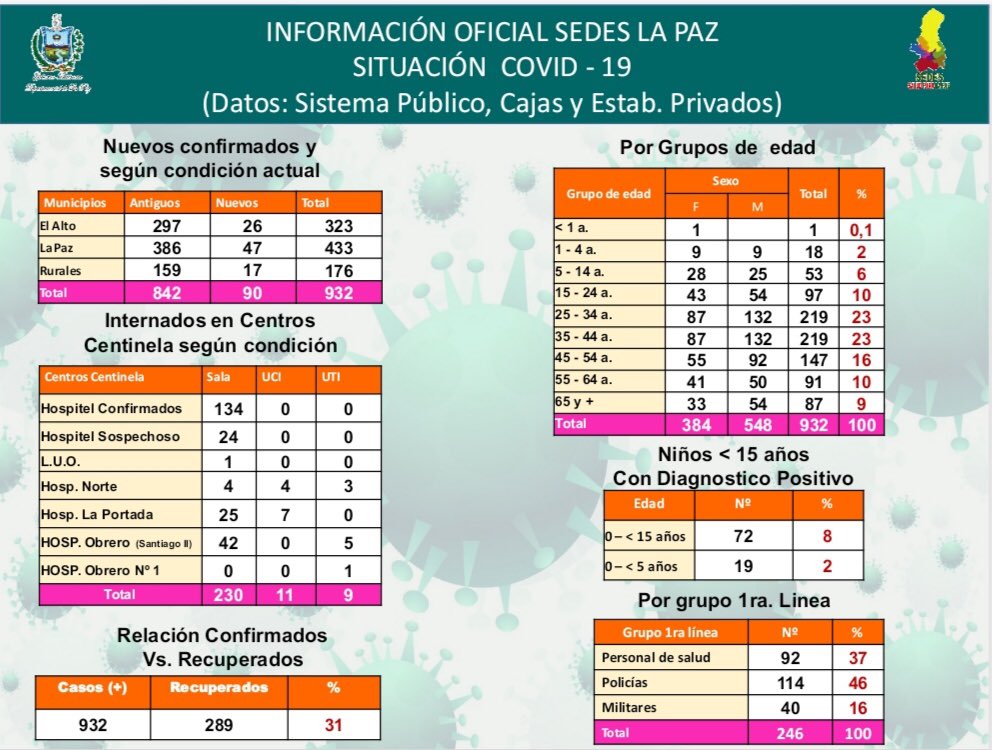 INFORMACIÓN OFICIAL SEDES LA PAZ
SITUACIÓN COVID - 19
(Datos: Sistema Público, Cajas y Estab. Privados)
SEDES
Nuevos confirmados y
según condición actual
Municipios Antiguos Nuevos Total
El Alto 297 26 323
La Paz 386 47 433
Rurales 159 17 176
Total 842 90 932
Internados en Centros
Centinela según condición
Centros Centinela Sala UCI UTI
Hospitel Confirmados 134 0 0
Hospitel Sospechoso 24 0 0
L.U.O. 1 0 0
Hosp. Norte 4 4 3
Hosp. La Portada 25 7 0
HOSP. Obrero (Santiago II) 42 0 5
HOSP. Obrero Nº 1 0 0 1
Total 230 11 9
Relación Confirmados
Vs. Recuperados
Casos (+) Recuperados %
932 289 31
Por Grupos de edad
Grupo de edad Sexo Total %
F M
< 1 a. 1 1 0,1
1 - 4 a. 9 9 18 2
5 - 14 a. 28 25 53 6
15 - 24 a. 43 54 97 10
25 - 34 a. 87 132 219 23
35 - 44 a. 87 132 219 23
45 - 54 a. 55 92 147 16
55 - 64 a. 41 50 91 10
65 y + 33 54 87 9
Total 384 548 932 100
Niños < 15 años
Con Diagnostico Positivo
Edad Nº %
0 – < 15 años 72 8
0 – < 5 años 19 2
Por grupo 1ra. Linea
Grupo 1ra línea Nº %
Personal de salud 92 37
Policías 114 46
Militares 40 16
Total 246 100